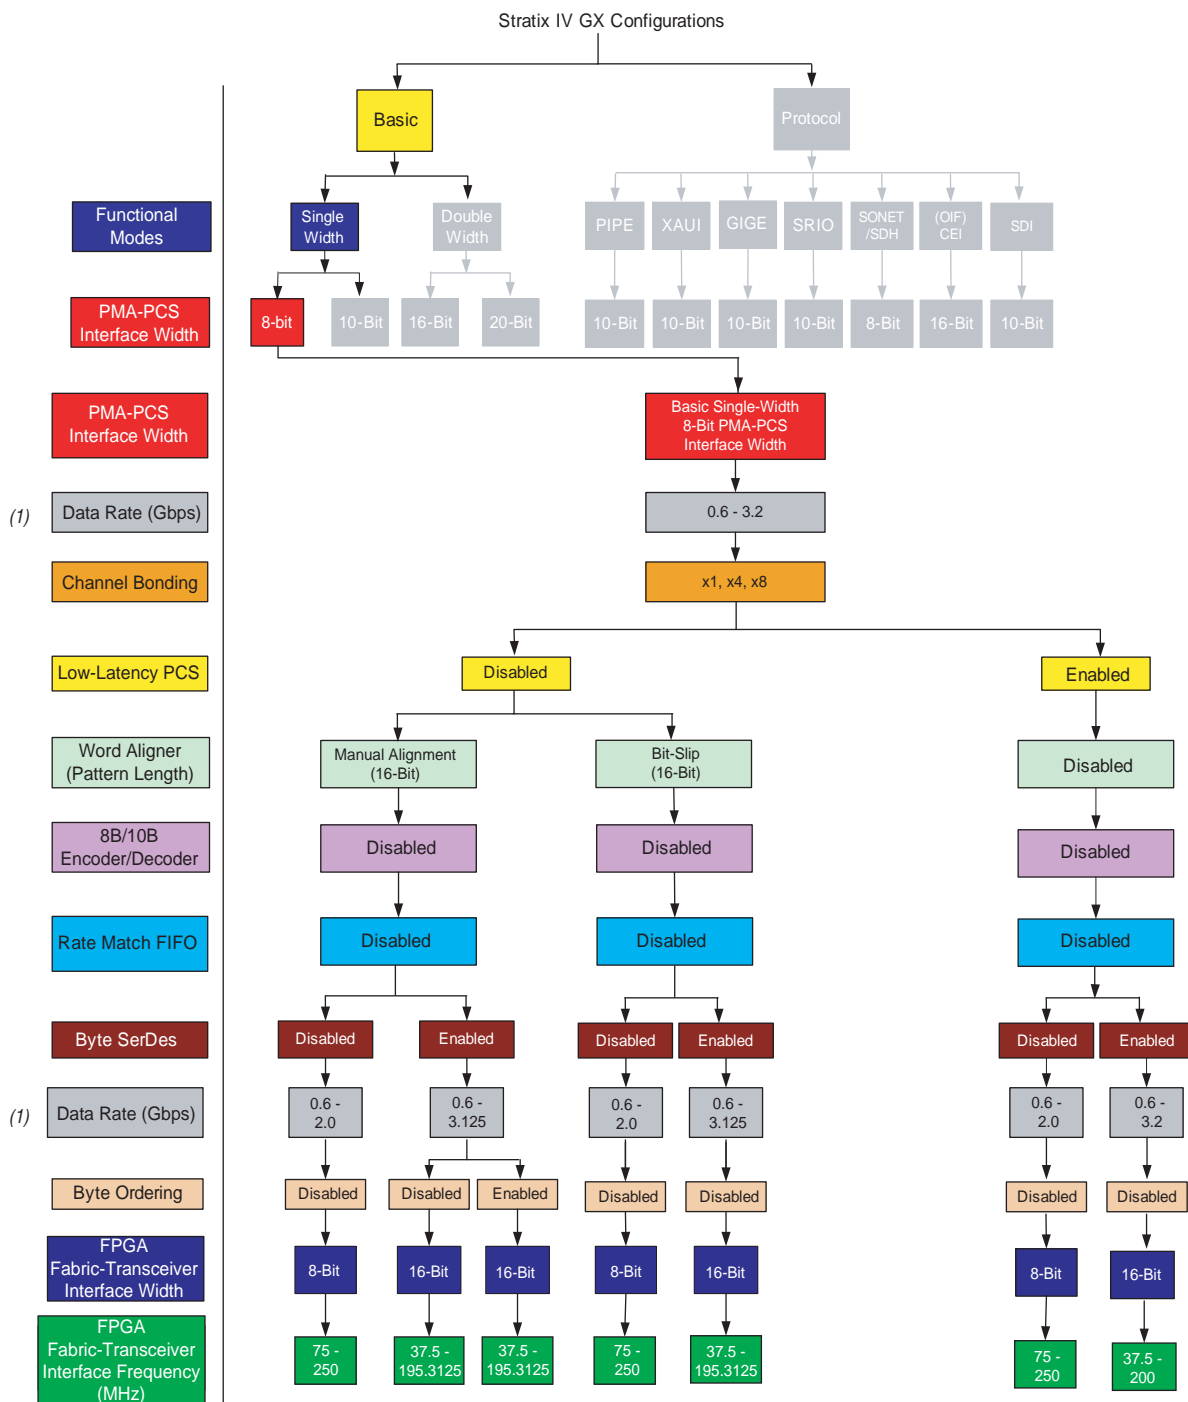 Stratix IV GX Configurations
Basic
Protocol
Functional
Modes
Single
Width
Double
Width
PIPE
XAUI
GIGE
SRIO
SONET
/SDH
(OIF)
CEI
SDI
PMA-PCS
Interface Width
8-bit
10-Bit
16-Bit
20-Bit
10-Bit
10-Bit
10-Bit
10-Bit
8-Bit
16-Bit
10-Bit
PMA-PCS
Interface Width
Basic Single-Width
8-Bit PMA-PCS
Interface Width
(1)
Data Rate (Gbps)
0.6 - 3.2
Channel Bonding
x1, x4, x8
Low-Latency PCS
Disabled
Enabled
Word Aligner
(Pattern Length)
Manual Alignment
(16-Bit)
Bit-Slip
(16-Bit)
Disabled
8B/10B
Encoder/Decoder
Disabled
Disabled
Disabled
Rate Match FIFO
Disabled
Disabled
Disabled
Byte SerDes
Disabled
Enabled
Disabled
Enabled
Disabled
Enabled
(1)
Data Rate (Gbps)
0.6 -
2.0
0.6 -
3.125
0.6 -
2.0
0.6 -
3.125
0.6 -
2.0
0.6 -
3.2
Byte Ordering
Disabled
Disabled
Enabled
Disabled
Disabled
Disabled
Disabled
FPGA
Fabric-Transceiver
Interface Width
8-Bit
16-Bit
16-Bit
8-Bit
16-Bit
8-Bit
16-Bit
FPGA
Fabric-Transceiver
Interface Frequency
(MHz)
75 -
250
37.5 -
195.3125
37.5 -
195.3125
75 -
250
37.5 -
195.3125
75 -
250
37.5 -
200